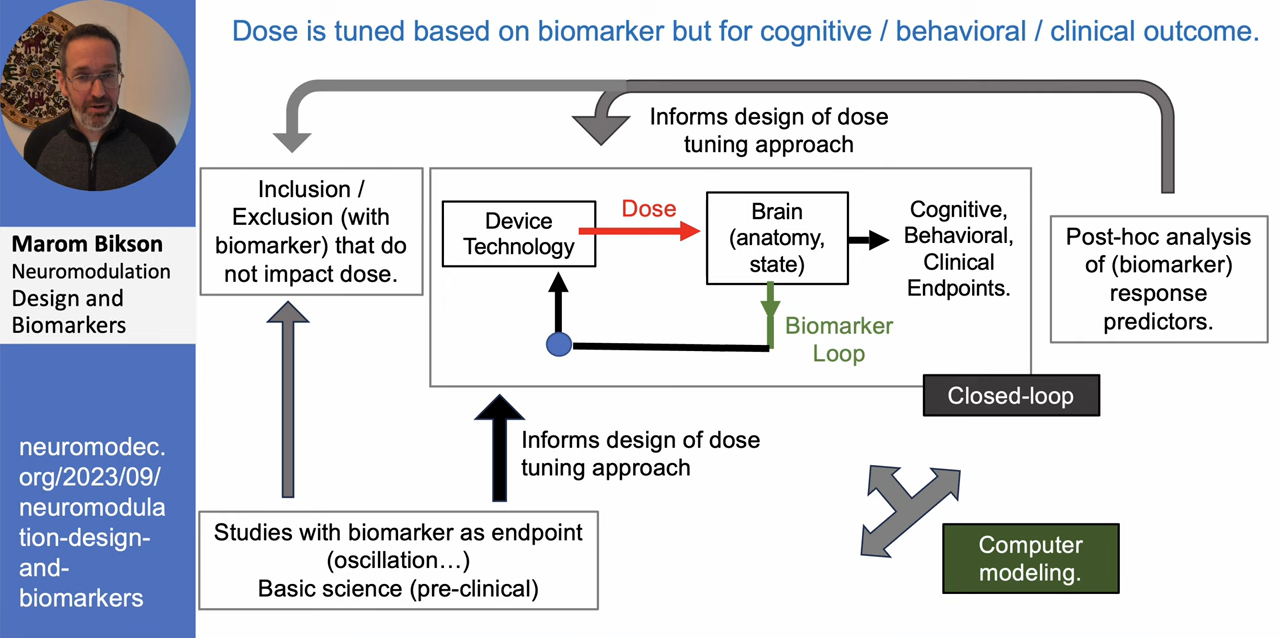 Dose is tuned based on biomarker but for cognitive / behavioral / clinical outcome.
Marom Bikson
Neuromodulation
Design and
Biomarkers
neuromodec.
org/2023/09/
neuromodula
tion-design-
and-
biomarkers
Informs design of dose
tuning approach
Inclusion /
Exclusion (with
biomarker) that do
not impact dose.
Device
Technology
Dose
Brain
(anatomy,
state)
Cognitive,
Behavioral,
Clinical
Endpoints.
Biomarker
Loop
Closed-loop
Post-hoc analysis
of (biomarker)
response
predictors.
Informs design of dose
tuning approach
Studies with biomarker as endpoint
(oscillation…)
Basic science (pre-clinical)
Computer
modeling.